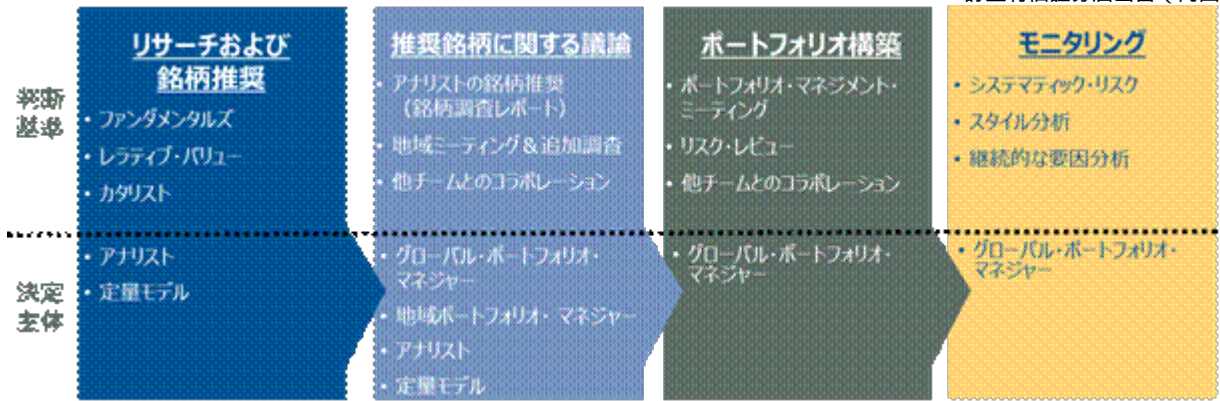 リサーチおよび
銘柄推奨
推奨銘柄に関する議論
ポートフォリオ構築
モニタリング
判断
基準
・ファンダメンタルズ
・レラティブ・バリュー
・カタリスト
・アナリストの銘柄推奨
（銘柄調査レポート）
・地域ミーティング＆追加調査
・他チームとのコラボレーション
・ポートフォリオ・マネジメント・
ミーティング
・リスク・レビュー
・他チームとのコラボレーション
・システマティック・リスク
・スタイル分析
・継続的な要因分析
決定
主体
・アナリスト
・定量モデル
・グローバル・ポートフォリオ・
マネジャー
・地域ポートフォリオ・ マネジャー
・アナリスト
・定量モデル
・グローバル・ポートフォリオ・
マネジャー
・グローバル・ポートフォリオ・
マネジャー